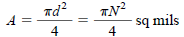 A = πd²/4 = πN²/4 sq mils